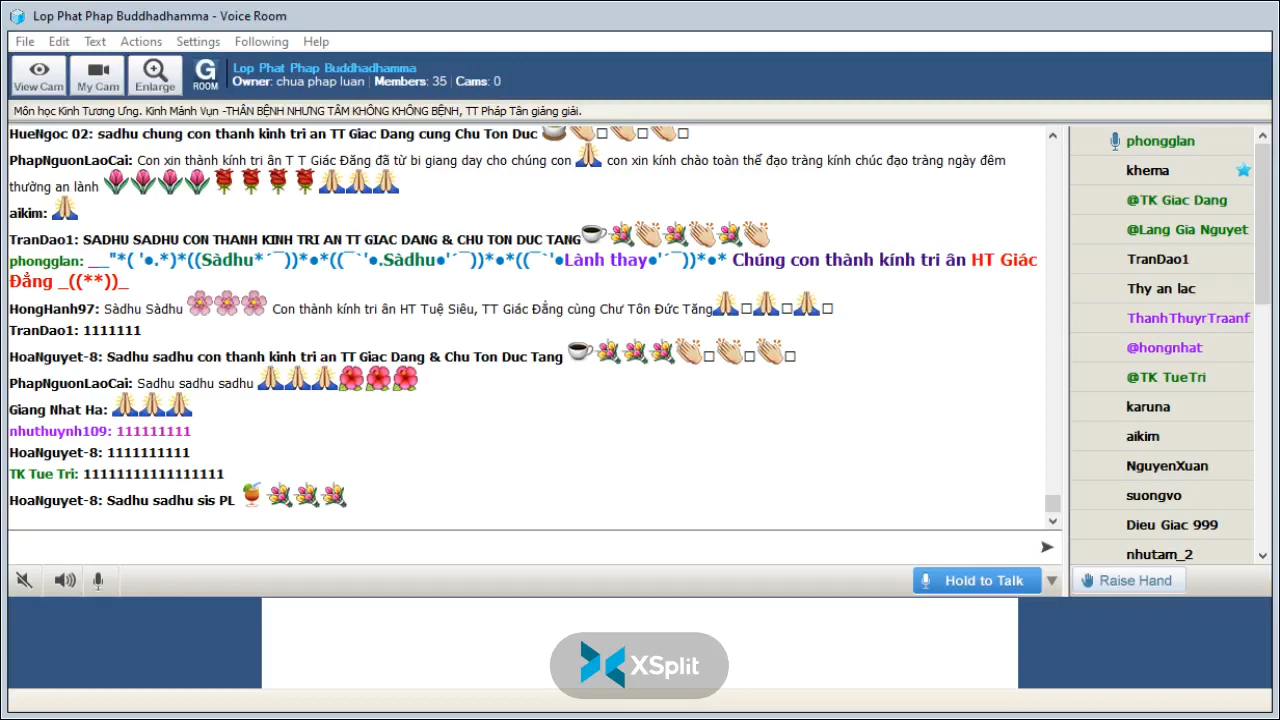 Lop Phat Phap Buddhadhamma - Voice Room
File Edit Text Actions Settings Following Help
View Cam My Cam Enlarge G ROOM
Lop Phat Phap Buddhadhamma
Owner: chua phap luan | Members: 35 | Cams: 0
Môn học Kinh Tương Ưng. Kinh Mánh Vụn -THÂN BỆNH NHƯNG TÂM KHÔNG KHÔNG BỆNH, TT Pháp Tân giảng giải.
HueNgoc 02: sadhu chung con thanh kinh tri an TT Giac Dang cung Chu Ton Duc
PhapNguonLaoCai: Con xin thành kính tri ân T T Giác Đăng đã từ bi giang day cho chúng con 🙏 con xin kính chào toàn thể đạo tràng kính chúc đạo tràng ngày đêm
thường an lành
aikim:
TranDao1: SADHU SADHU CON THANH KINH TRI AN TT GIAC DANG & CHU TON DUC TANG
phongglan: ___"*( '●.*)*((Sàdhu*´¯))*●*((¯`'●.Sàdhu●'´¯))*●*((¯`'●Lành thay●'´¯))*●* Chúng con thành kính tri ân HT Giác
Đẳng _((**))_
HongHanh97: Sàdhu Sàdhu 🌸🌸🌸 Con thành kính tri ân HT Tuệ Siêu, TT Giác Đẳng cùng Chư Tôn Đức Tăng
TranDao1: 1111111
HoaNguyet-8: Sadhu sadhu con thanh kinh tri an TT Giac Dang & Chu Ton Duc Tang
PhapNguonLaoCai: Sadhu sadhu sadhu
Giang Nhat Ha:
nhuthuynh109: 111111111
HoaNguyet-8: 1111111111
TK Tue Tri: 11111111111111111
HoaNguyet-8: Sadhu sadhu sis PL
Hold to Talk
phongglan
khema
@TK Giac Dang
@Lang Gia Nguyet
TranDao1
Thy an lac
ThanhThuyrTraanf
@hongnhat
@TK TueTri
karuna
aikim
NguyenXuan
suongvo
Dieu Giac 999
nhutam_2
Raise Hand
XSplit